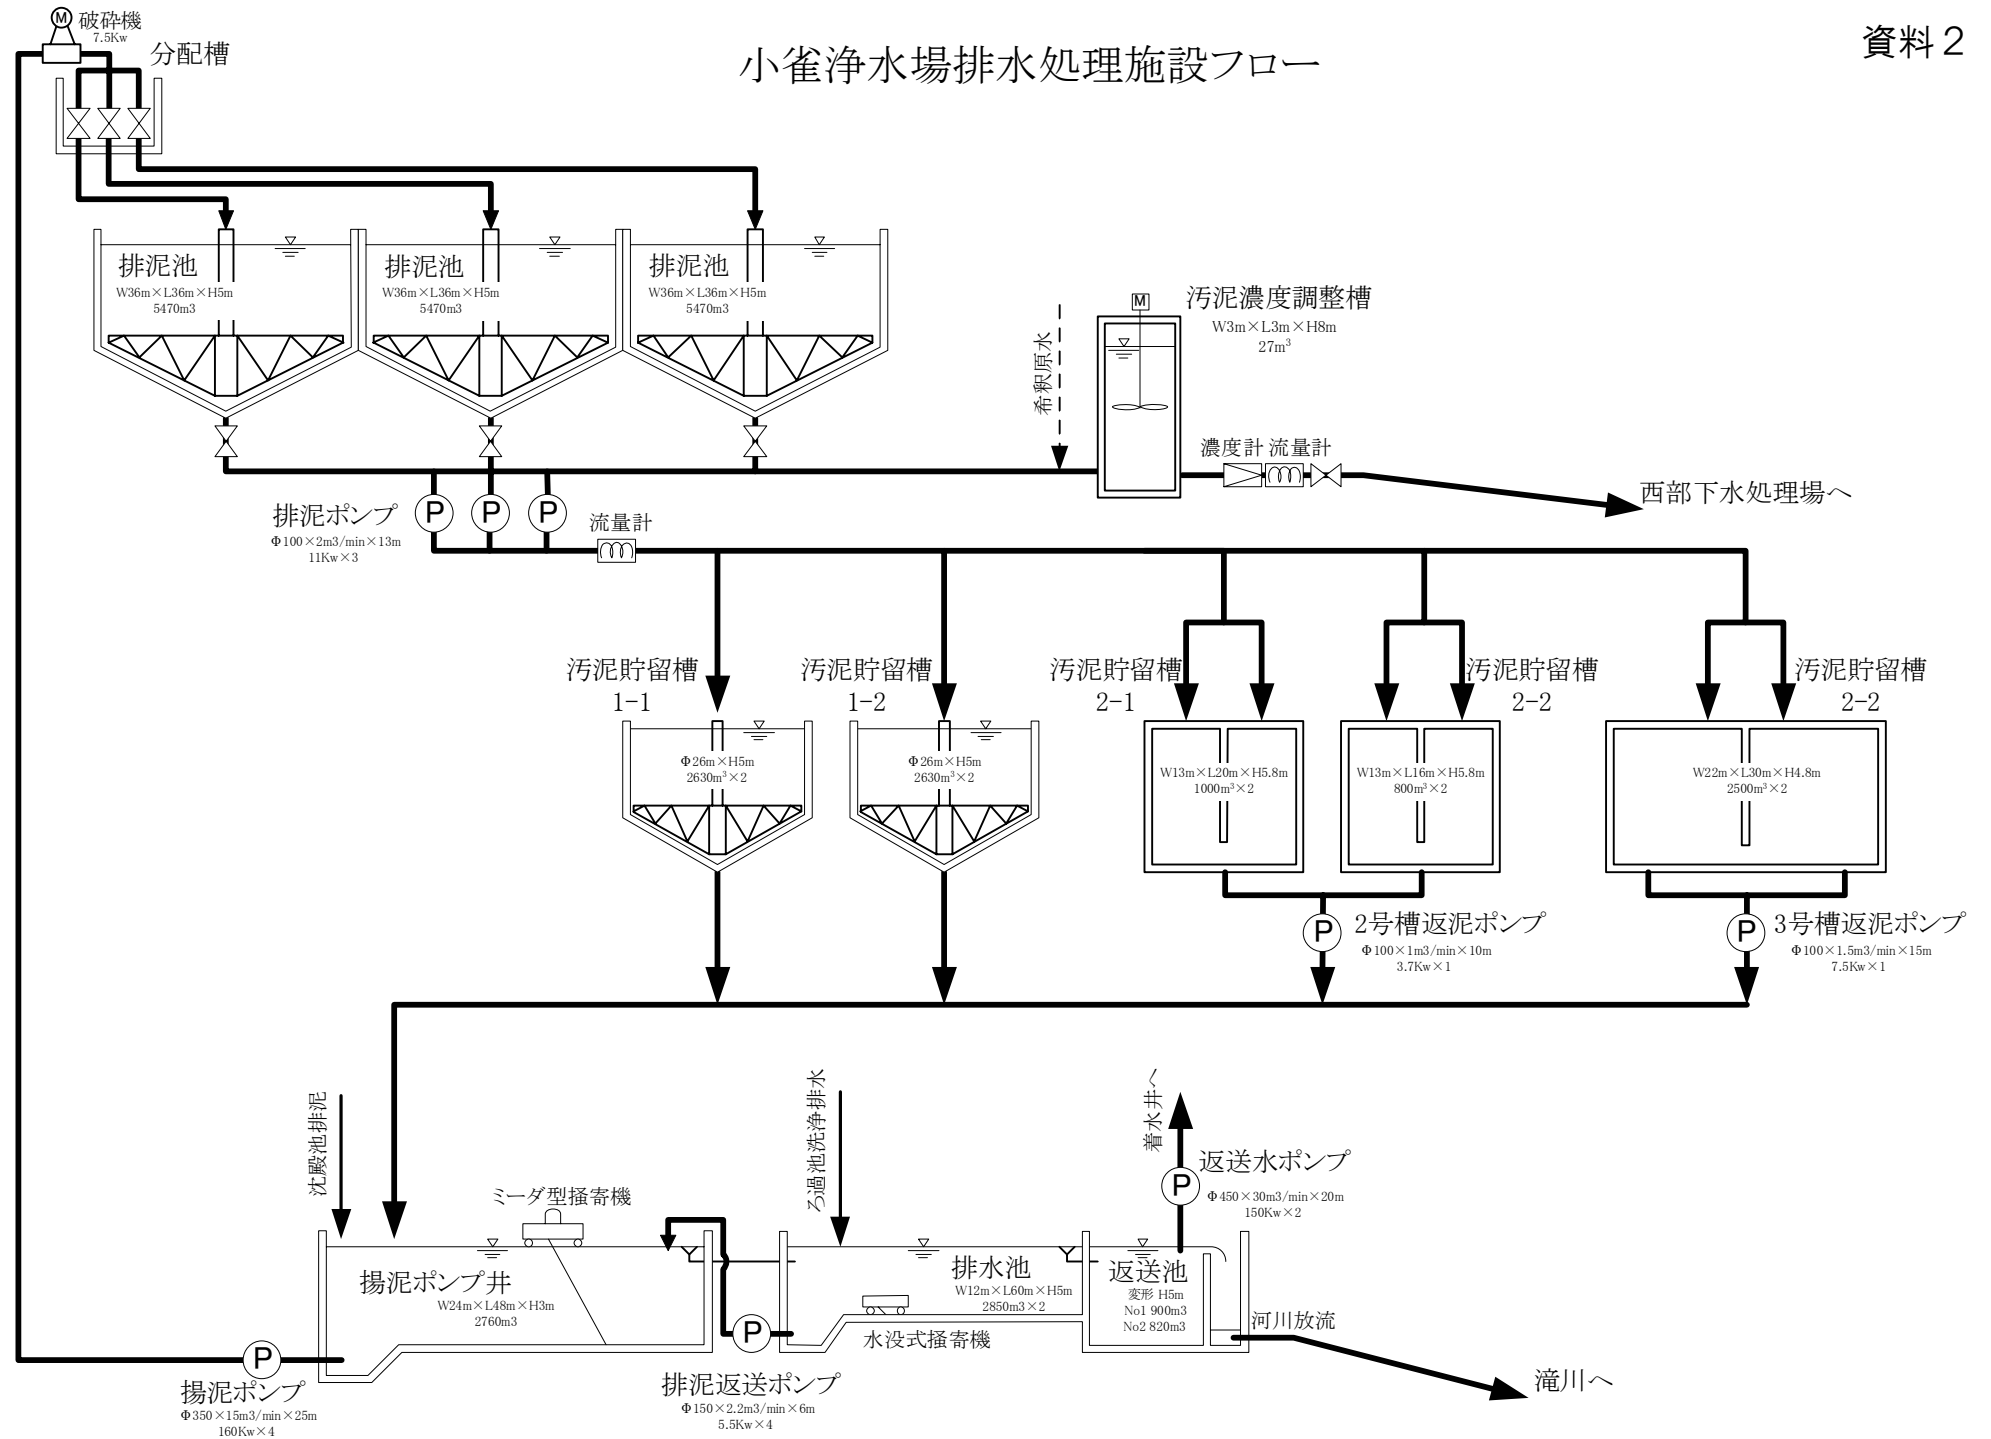 資料２
小雀浄水場排水処理施設フロー
M
破砕機
7.5Kw
分配槽
排泥池
W36m×L36m×H5m
5470m3
排泥池
W36m×L36m×H5m
5470m3
排泥池
W36m×L36m×H5m
5470m3
希釈原水
M
汚泥濃度調整槽
W3m×L3m×H8m
27m³
濃度計 流量計
西部下水処理場へ
排泥ポンプ
Φ100×2m3/min×13m
11Kw×3
P
P
P
流量計
汚泥貯留槽
1-1
Φ26m×H5m
2630m³×2
汚泥貯留槽
1-2
Φ26m×H5m
2630m³×2
汚泥貯留槽
2-1
W13m×L20m×H5.8m
1000m³×2
汚泥貯留槽
2-2
W13m×L16m×H5.8m
800m³×2
汚泥貯留槽
2-2
W22m×L30m×H4.8m
2500m³×2
P
2号槽返泥ポンプ
Φ100×1m3/min×10m
3.7Kw×1
P
3号槽返泥ポンプ
Φ100×1.5m3/min×15m
7.5Kw×1
沈殿池排泥
ミーダ型掻寄機
ろ過池洗浄排水
着水井へ
P
返送水ポンプ
Φ450×30m3/min×20m
150Kw×2
揚泥ポンプ井
W24m×L48m×H3m
2760m3
排水池
W12m×L60m×H5m
2850m3×2
水没式掻寄機
返送池
変形 H5m
No1 900m3
No2 820m3
河川放流
滝川へ
P
揚泥ポンプ
Φ350×15m3/min×25m
160Kw×4
P
排泥返送ポンプ
Φ150×2.2m3/min×6m
5.5Kw×4